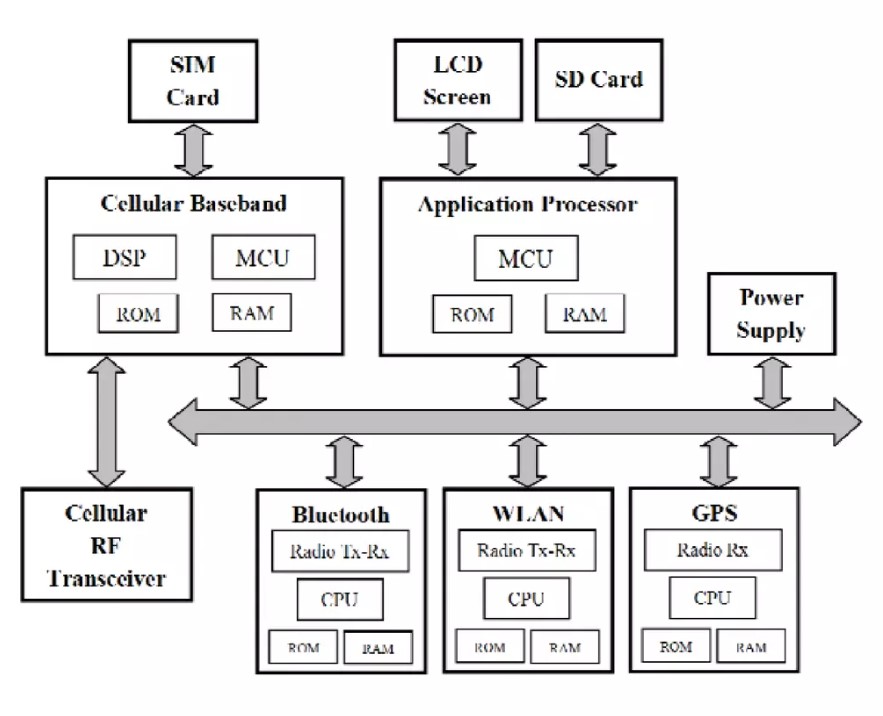 SIM
Card
LCD
Screen
SD Card
Cellular Baseband
DSP
MCU
ROM
RAM
Application Processor
MCU
ROM
RAM
Power
Supply
Cellular
RF
Transceiver
Bluetooth
Radio Tx-Rx
CPU
ROM
RAM
WLAN
Radio Tx-Rx
CPU
ROM
RAM
GPS
Radio Rx
CPU
ROM
RAM